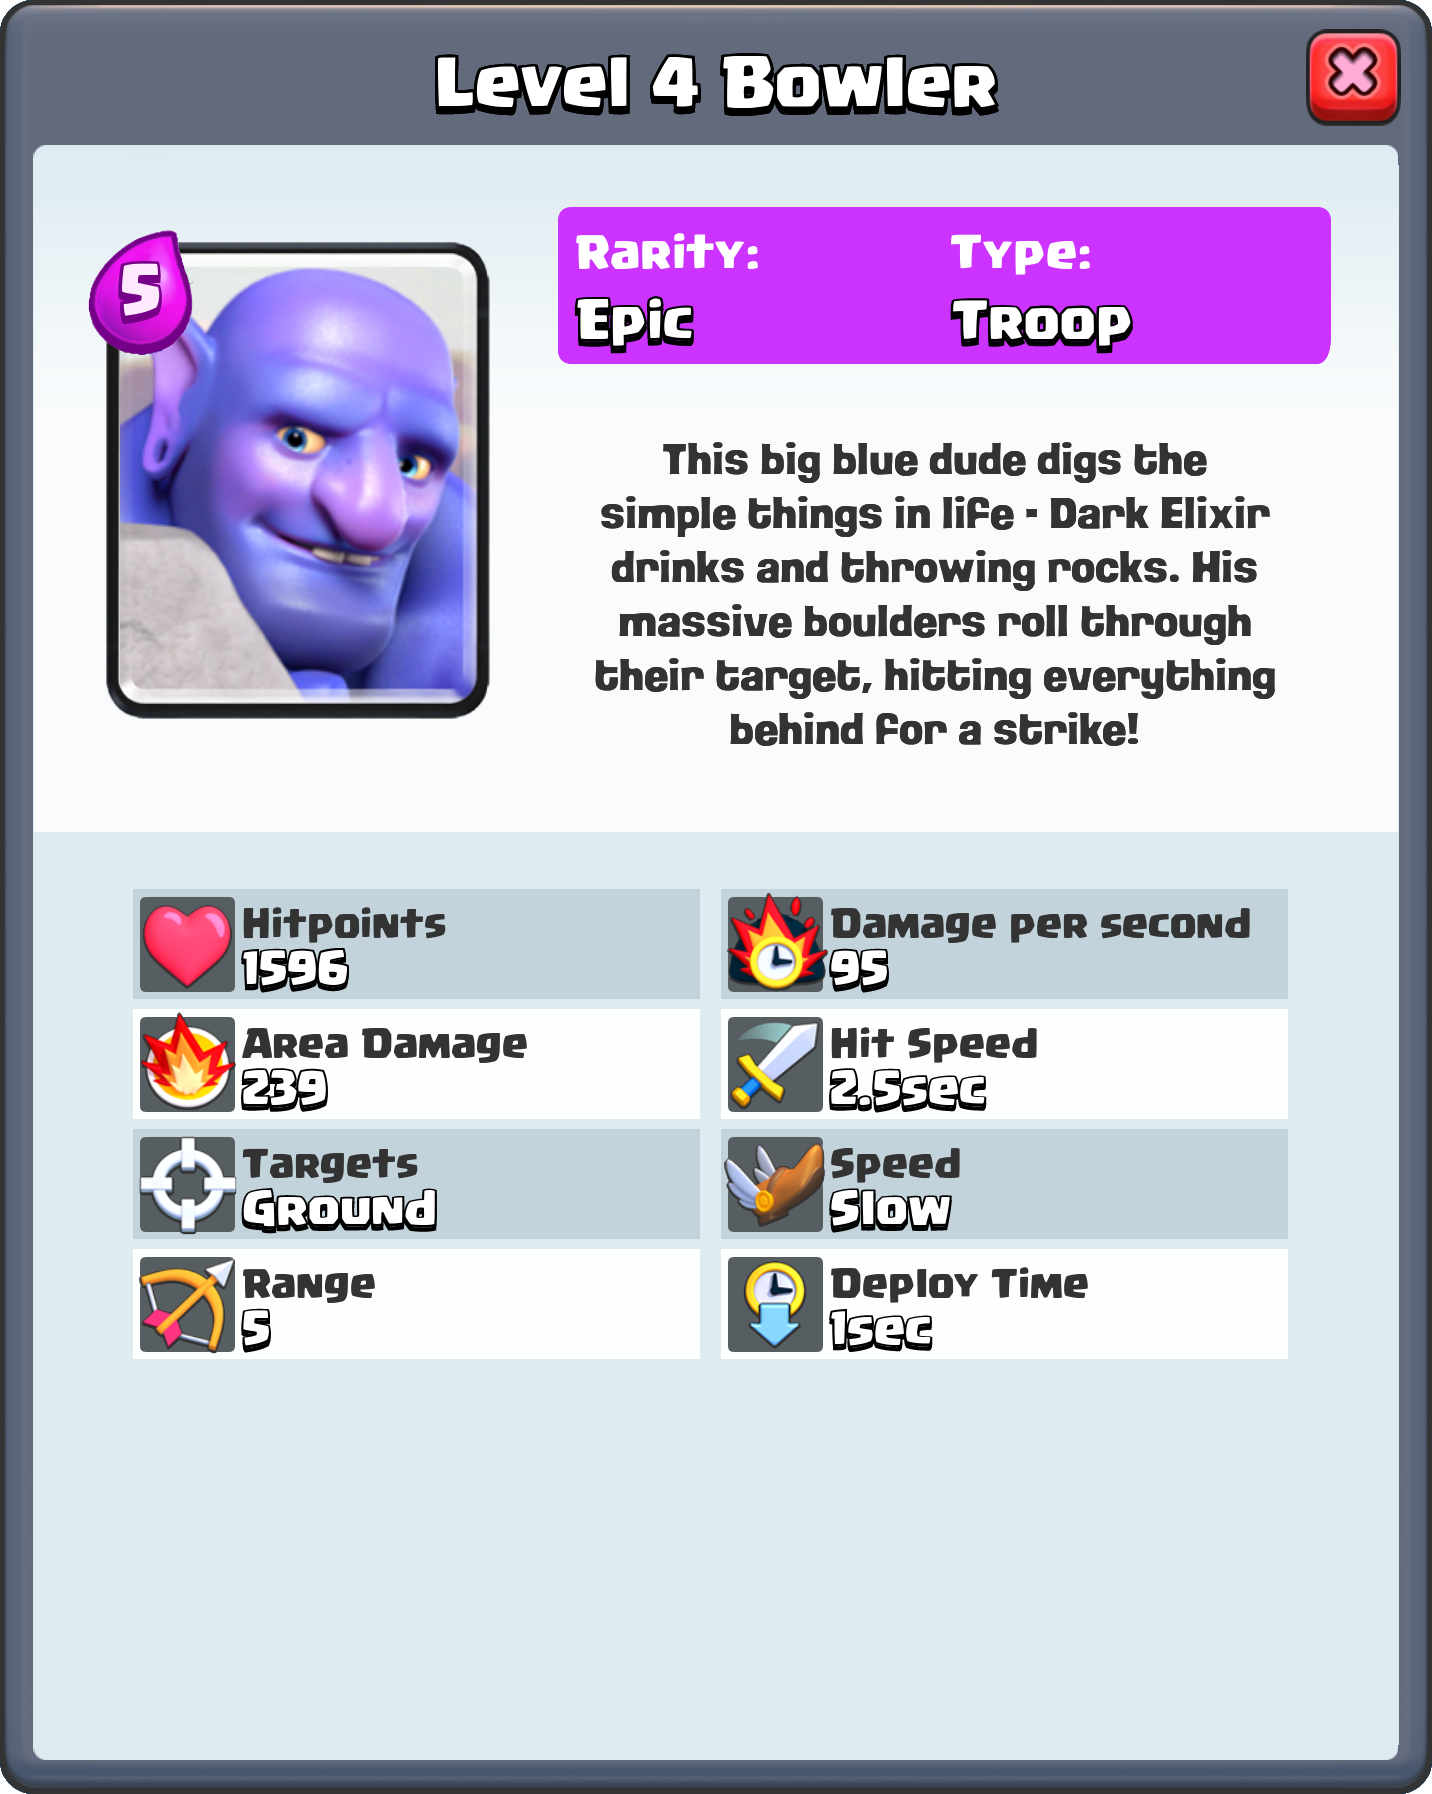 Level 4 Bowler
5
Rarity: Type:
Epic Troop
This big blue dude digs the
simple things in life - Dark Elixir
drinks and throwing rocks. His
massive boulders roll through
their target, hitting everything
behind for a strike!
Hitpoints
1596
Damage per second
95
Area Damage
239
Hit Speed
2.5sec
Targets
Ground
Speed
Slow
Range
5
Deploy Time
1sec